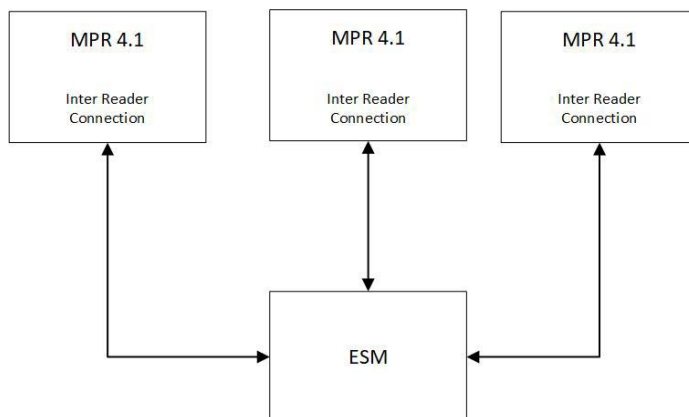 MPR 4.1
Inter Reader
Connection
MPR 4.1
Inter Reader
Connection
MPR 4.1
Inter Reader
Connection
ESM